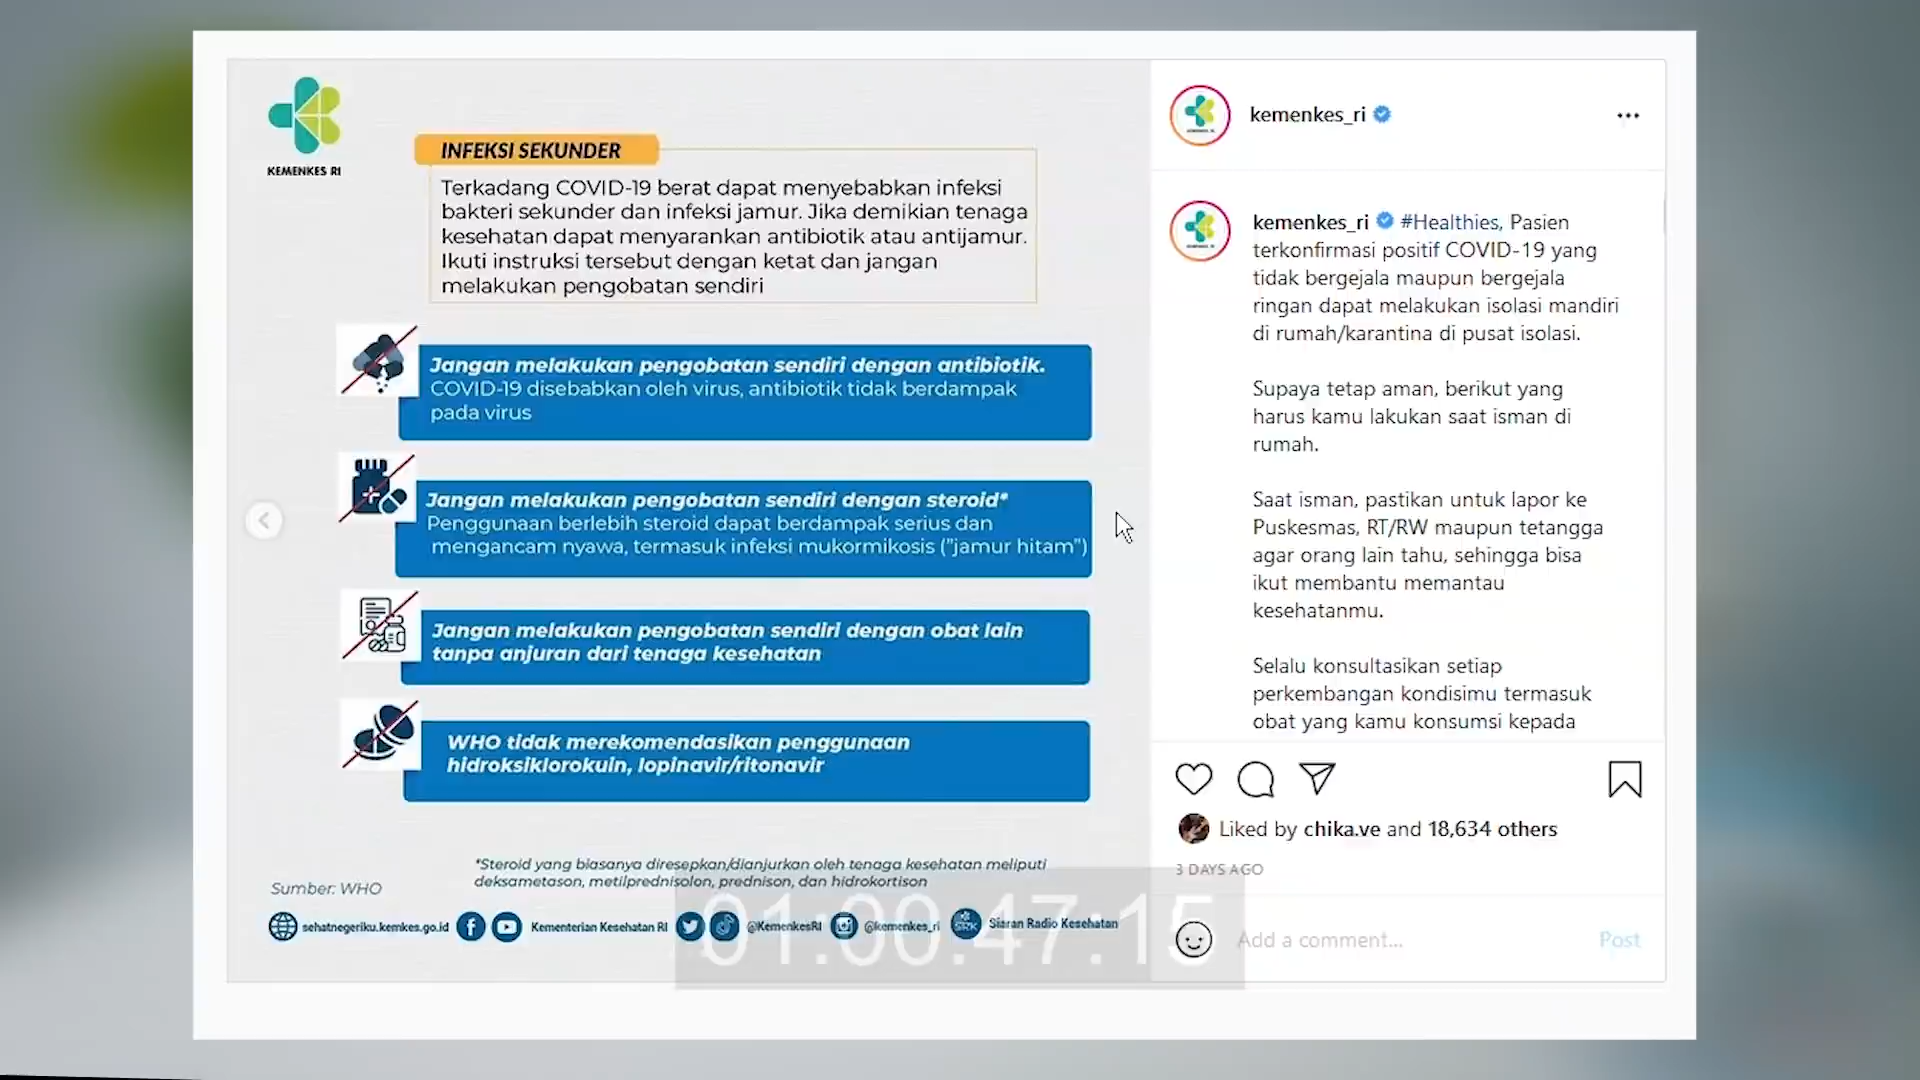 KEMENKES RI
INFEKSI SEKUNDER
Terkadang COVID-19 berat dapat menyebabkan infeksi
bakteri sekunder dan infeksi jamur. Jika demikian tenaga
kesehatan dapat menyarankan antibiotik atau antijamur.
Ikuti instruksi tersebut dengan ketat dan jangan
melakukan pengobatan sendiri
Jangan melakukan pengobatan sendiri dengan antibiotik.
COVID-19 disebabkan oleh virus, antibiotik tidak berdampak
pada virus
Jangan melakukan pengobatan sendiri dengan steroid*
Penggunaan berlebih steroid dapat berdampak serius dan
mengancam nyawa, termasuk infeksi mukormikosis ("jamur hitam")
Jangan melakukan pengobatan sendiri dengan obat lain
tanpa anjuran dari tenaga kesehatan
WHO tidak merekomendasikan penggunaan
hidroksiklorokuin, lopinavir/ritonavir
*Steroid yang biasanya diresepkan/dianjurkan oleh tenaga kesehatan meliputi
deksametason, metilprednisolon, prednison, dan hidrokortison
Sumber: WHO
sehatnegeriku.kemkes.go.id Kementerian Kesehatan RI @KemenkesRI @kemenkes_ri SRK Siaran Radio Kesehatan
01:00:47:15
kemenkes_ri
kemenkes_ri #Healthies, Pasien
terkonfirmasi positif COVID-19 yang
tidak bergejala maupun bergejala
ringan dapat melakukan isolasi mandiri
di rumah/karantina di pusat isolasi.
Supaya tetap aman, berikut yang
harus kamu lakukan saat isman di
rumah.
Saat isman, pastikan untuk lapor ke
Puskesmas, RT/RW maupun tetangga
agar orang lain tahu, sehingga bisa
ikut membantu memantau
kesehatanmu.
Selalu konsultasikan setiap
perkembangan kondisimu termasuk
obat yang kamu konsumsi kepada
Liked by chika.ve and 18,634 others
3 DAYS AGO
Add a comment... Post